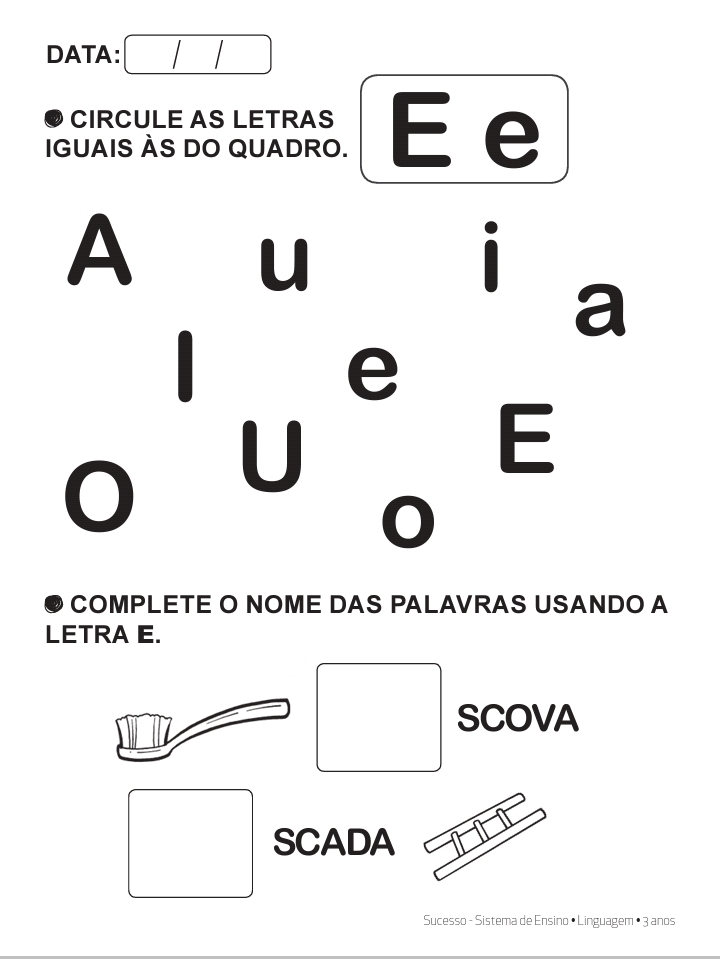 DATA: / /
CIRCULE AS LETRAS
IGUAIS ÀS DO QUADRO.
E e
A u i
a
I e
U E
O o
COMPLETE O NOME DAS PALAVRAS USANDO A
LETRA E.
SCOVA
SCADA
Sucesso - Sistema de Ensino • Linguagem • 3 anos